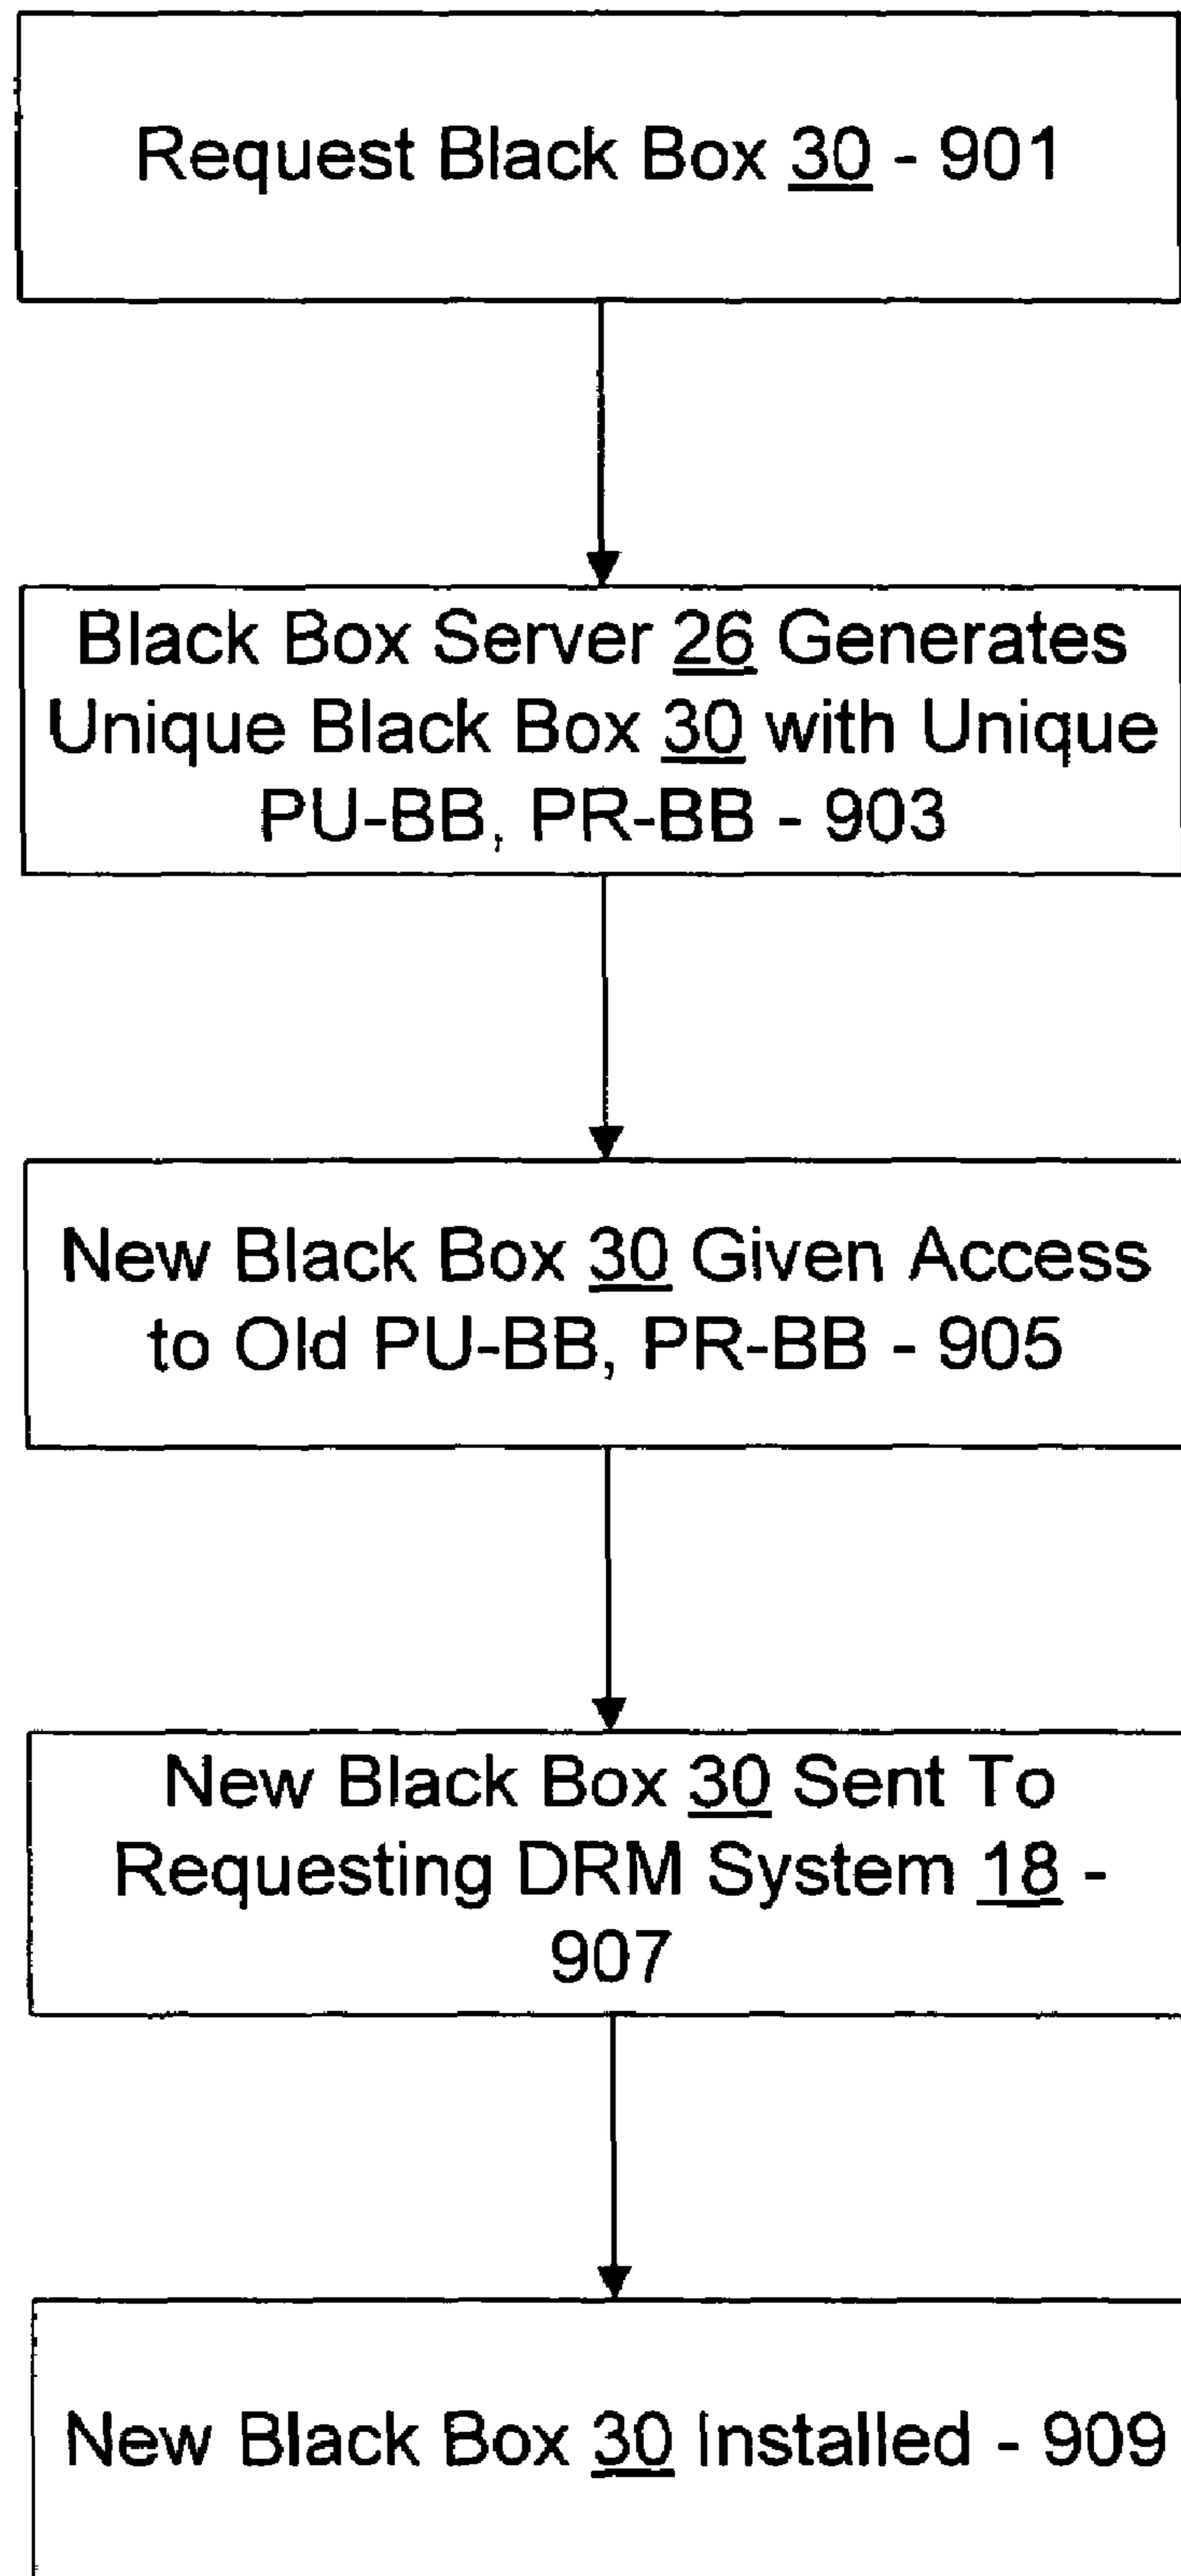 Request Black Box 30 - 901
Black Box Server 26 Generates
Unique Black Box 30 with Unique
PU-BB, PR-BB - 903
New Black Box 30 Given Access
to Old PU-BB, PR-BB - 905
New Black Box 30 Sent To
Requesting DRM System 18 -
907
New Black Box 30 Installed - 909